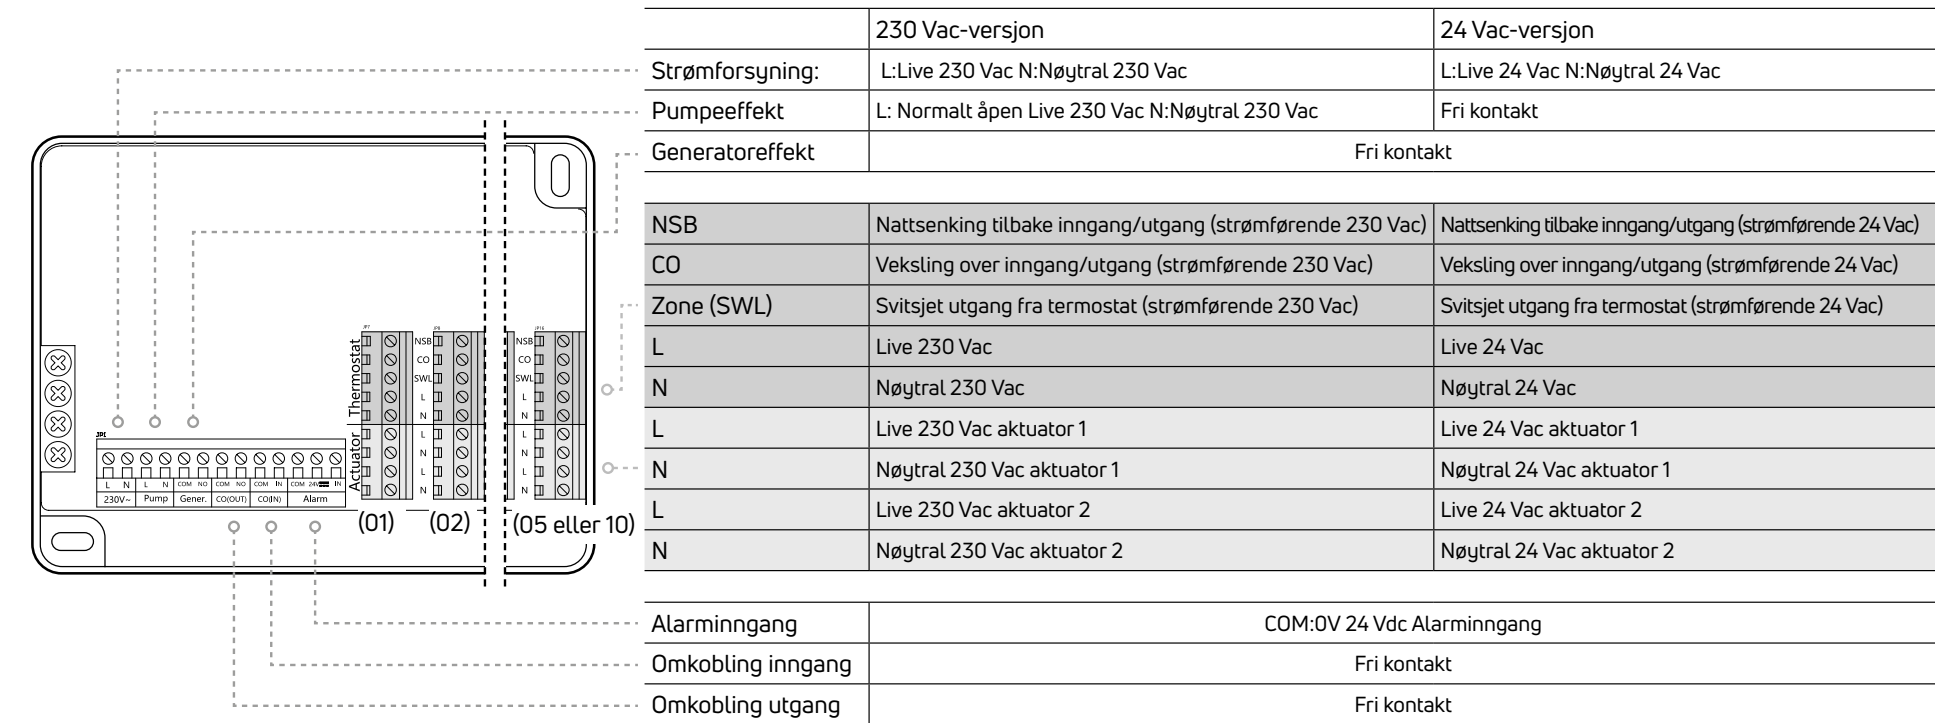 230 Vac-versjon 24 Vac-versjon
Strømforsyning: L:Live 230 Vac N:Nøytral 230 Vac L:Live 24 Vac N:Nøytral 24 Vac
Pumpeeffekt L: Normalt åpen Live 230 Vac N:Nøytral 230 Vac Fri kontakt
Generatoreffekt Fri kontakt
NSB Nattsenking tilbake inngang/utgang (strømførende 230 Vac) Nattsenking tilbake inngang/utgang (strømførende 24 Vac)
CO Veksling over inngang/utgang (strømførende 230 Vac) Veksling over inngang/utgang (strømførende 24 Vac)
Zone (SWL) Svitsjet utgang fra termostat (strømførende 230 Vac) Svitsjet utgang fra termostat (strømførende 24 Vac)
L Live 230 Vac Live 24 Vac
N Nøytral 230 Vac Nøytral 24 Vac
L Live 230 Vac aktuator 1 Live 24 Vac aktuator 1
N Nøytral 230 Vac aktuator 1 Nøytral 24 Vac aktuator 1
L Live 230 Vac aktuator 2 Live 24 Vac aktuator 2
N Nøytral 230 Vac aktuator 2 Nøytral 24 Vac aktuator 2
Alarminngang COM:0V 24 Vdc Alarminngang
Omkobling inngang Fri kontakt
Omkobling utgang Fri kontakt
JP7 JP8 JP16
Thermostat
Actuator
NSB NSB
CO CO
SWL SWL
L L
N N
L L
N N
L L
N N
JP1
L N L N COM NO COM NO COM IN COM 24V IN
230V~ Pump Gener. CO(OUT) CO(IN) Alarm
(01) (02) (05 eller 10)